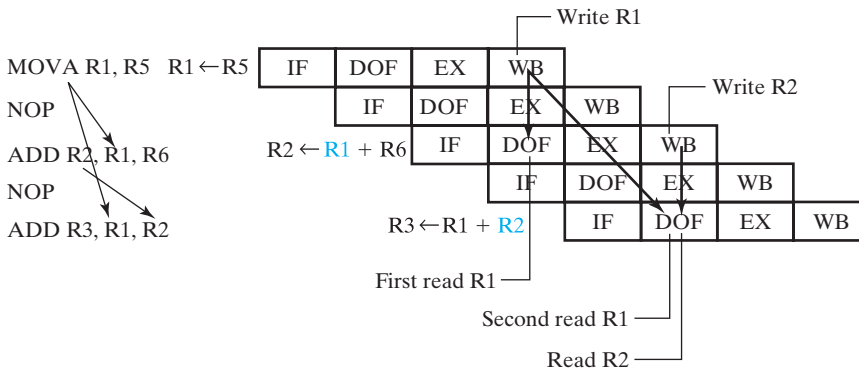 Write R1
MOVA R1, R5 R1←R5 IF DOF EX WB
Write R2
NOP IF DOF EX WB
ADD R2, R1, R6 R2←R1 + R6 IF DOF EX WB
NOP IF DOF EX WB
ADD R3, R1, R2 R3←R1 + R2 IF DOF EX WB
First read R1
Second read R1
Read R2